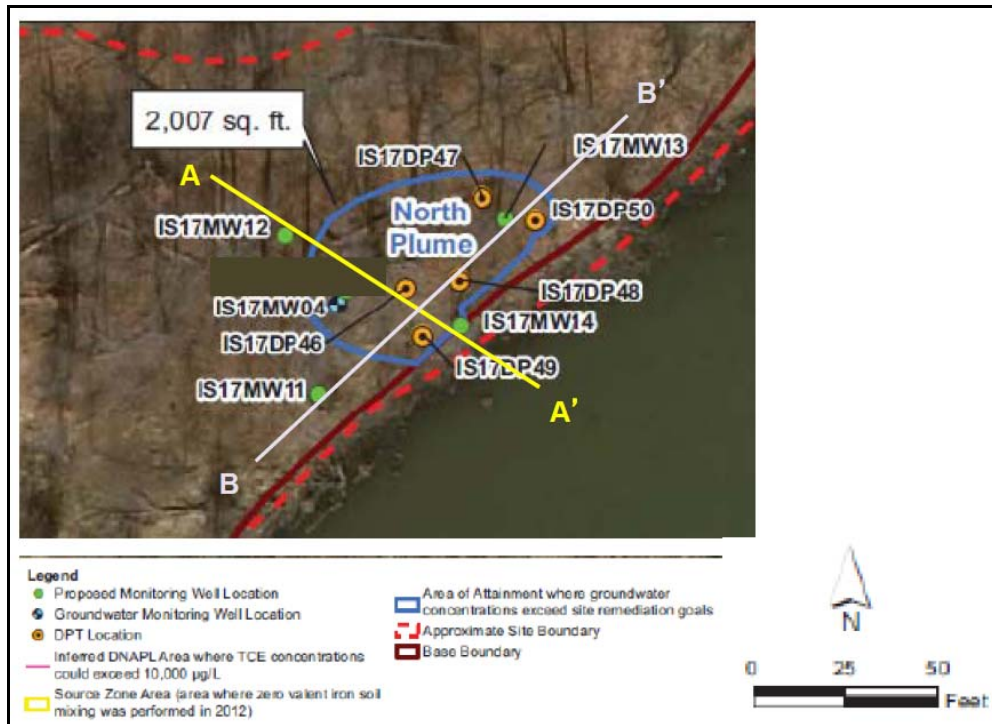 B'
2,007 sq. ft.
IS17DP47
IS17MW13
A
North
Plume
IS17DP50
IS17MW12
IS17MW04
IS17DP48
IS17DP46
IS17MW14
IS17DP49
IS17MW11
A'
B
Legend
Proposed Monitoring Well Location
Groundwater Monitoring Well Location
DPT Location
Inferred DNAPL Area where TCE concentrations
could exceed 10,000 µg/L
Source Zone Area (area where zero valent iron soil
mixing was performed in 2012)
Area of Attainment where groundwater
concentrations exceed site remediation goals
Approximate Site Boundary
Base Boundary
N
0 25 50
Feet